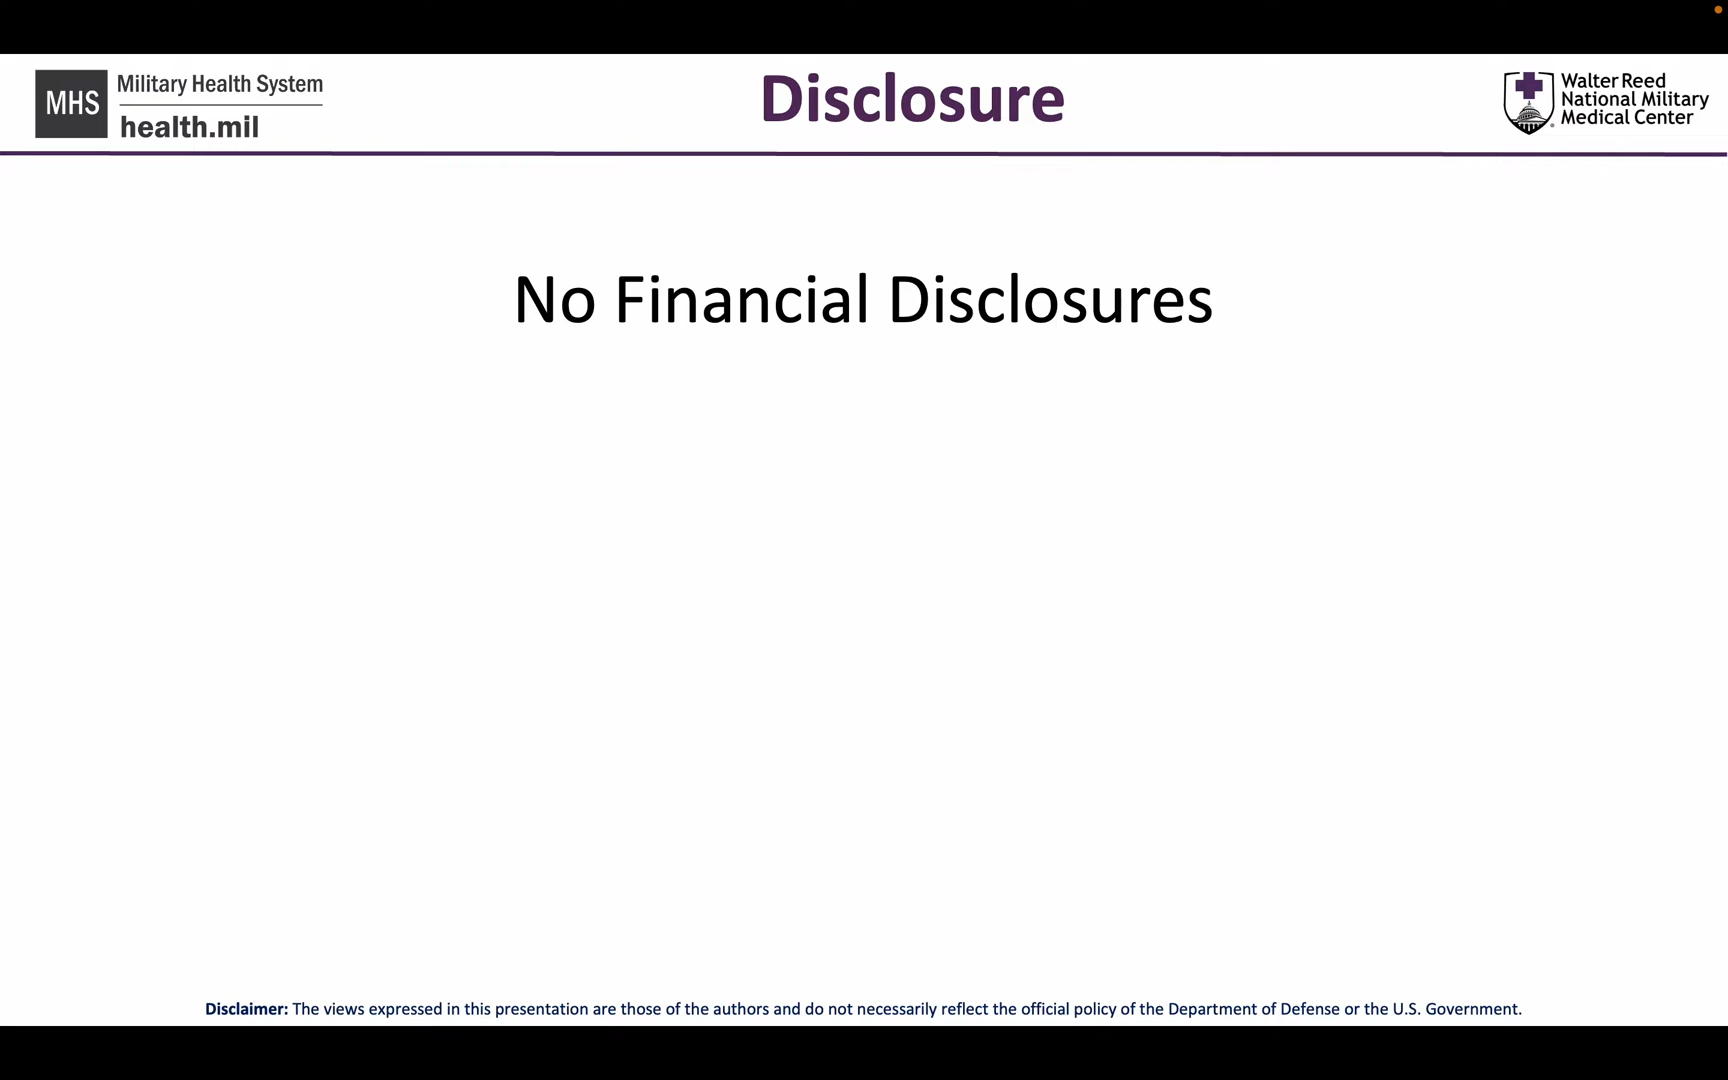 MHS
Military Health System
health.mil
Disclosure
Walter Reed
National Military
Medical Center
No Financial Disclosures
Disclaimer: The views expressed in this presentation are those of the authors and do not necessarily reflect the official policy of the Department of Defense or the U.S. Government.